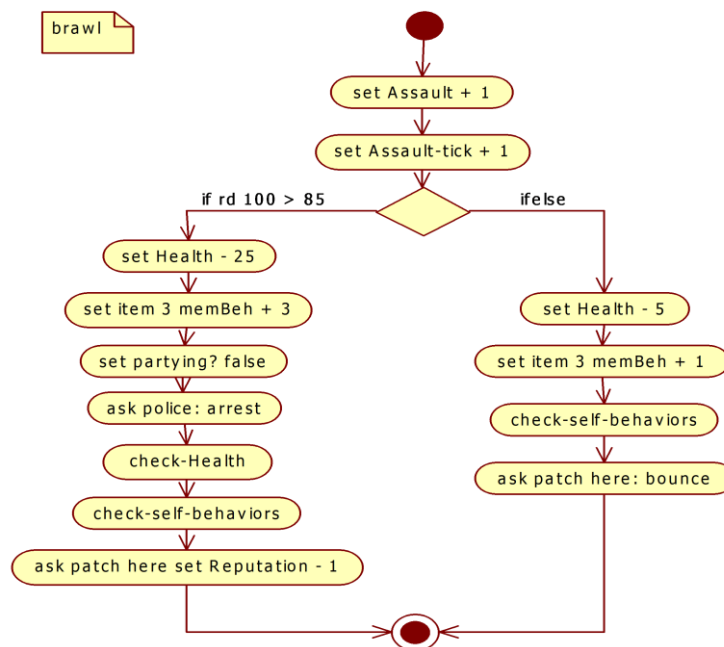 brawl
set Assault + 1
set Assault-tick + 1
if rd 100 > 85
ifelse
set Health - 25
set item 3 memBeh + 3
set partying? false
ask police: arrest
check-Health
check-self-behaviors
ask patch here set Reputation - 1
set Health - 5
set item 3 memBeh + 1
check-self-behaviors
ask patch here: bounce